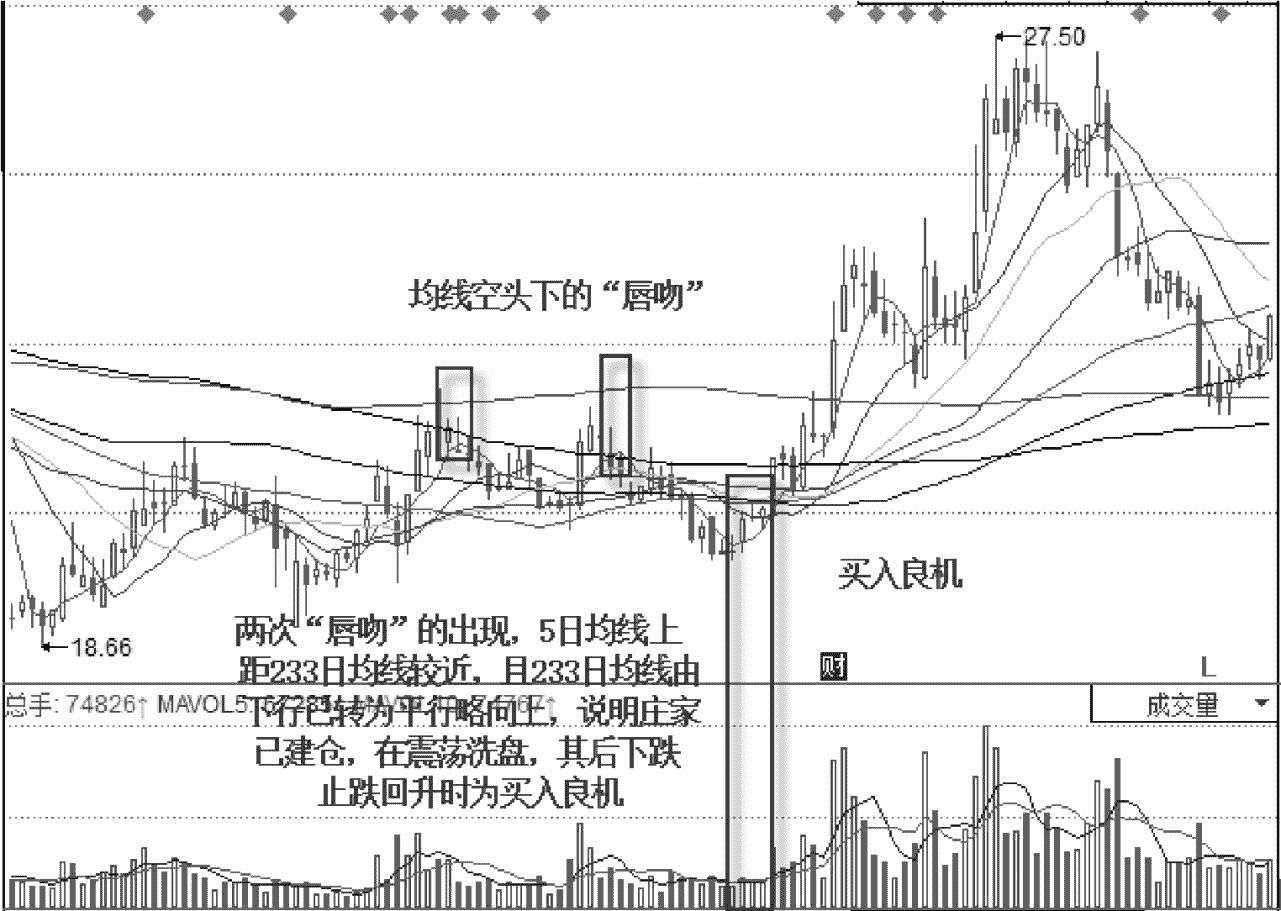 27.50
均线空头下的“唇吻”
买入良机
18.66
两次“唇吻”的出现，5日均线上
距233日均线较近，且233日均线由
财
L
总手: 74826↑ MAVOL5
成交量
下行已转为平行略向上，说明庄家
已建仓，在震荡洗盘，其后下跌
止跌回升时为买入良机